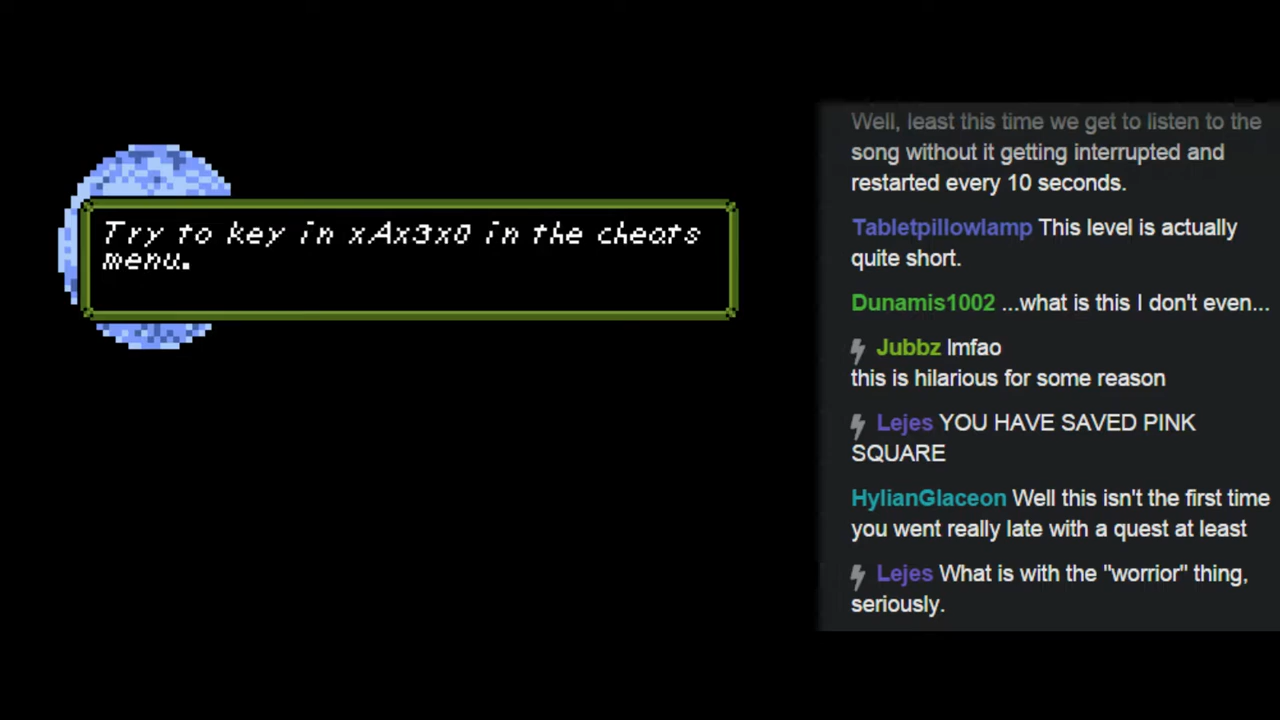 Try to key in xAx3x0 in the cheats
menu.
Well, least this time we get to listen to the
song without it getting interrupted and
restarted every 10 seconds.
Tabletpillowlamp This level is actually
quite short.
Dunamis1002 ...what is this I don't even...
Jubbz lmfao
this is hilarious for some reason
Lejes YOU HAVE SAVED PINK
SQUARE
HylianGlaceon Well this isn't the first time
you went really late with a quest at least
Lejes What is with the "worrior" thing,
seriously.